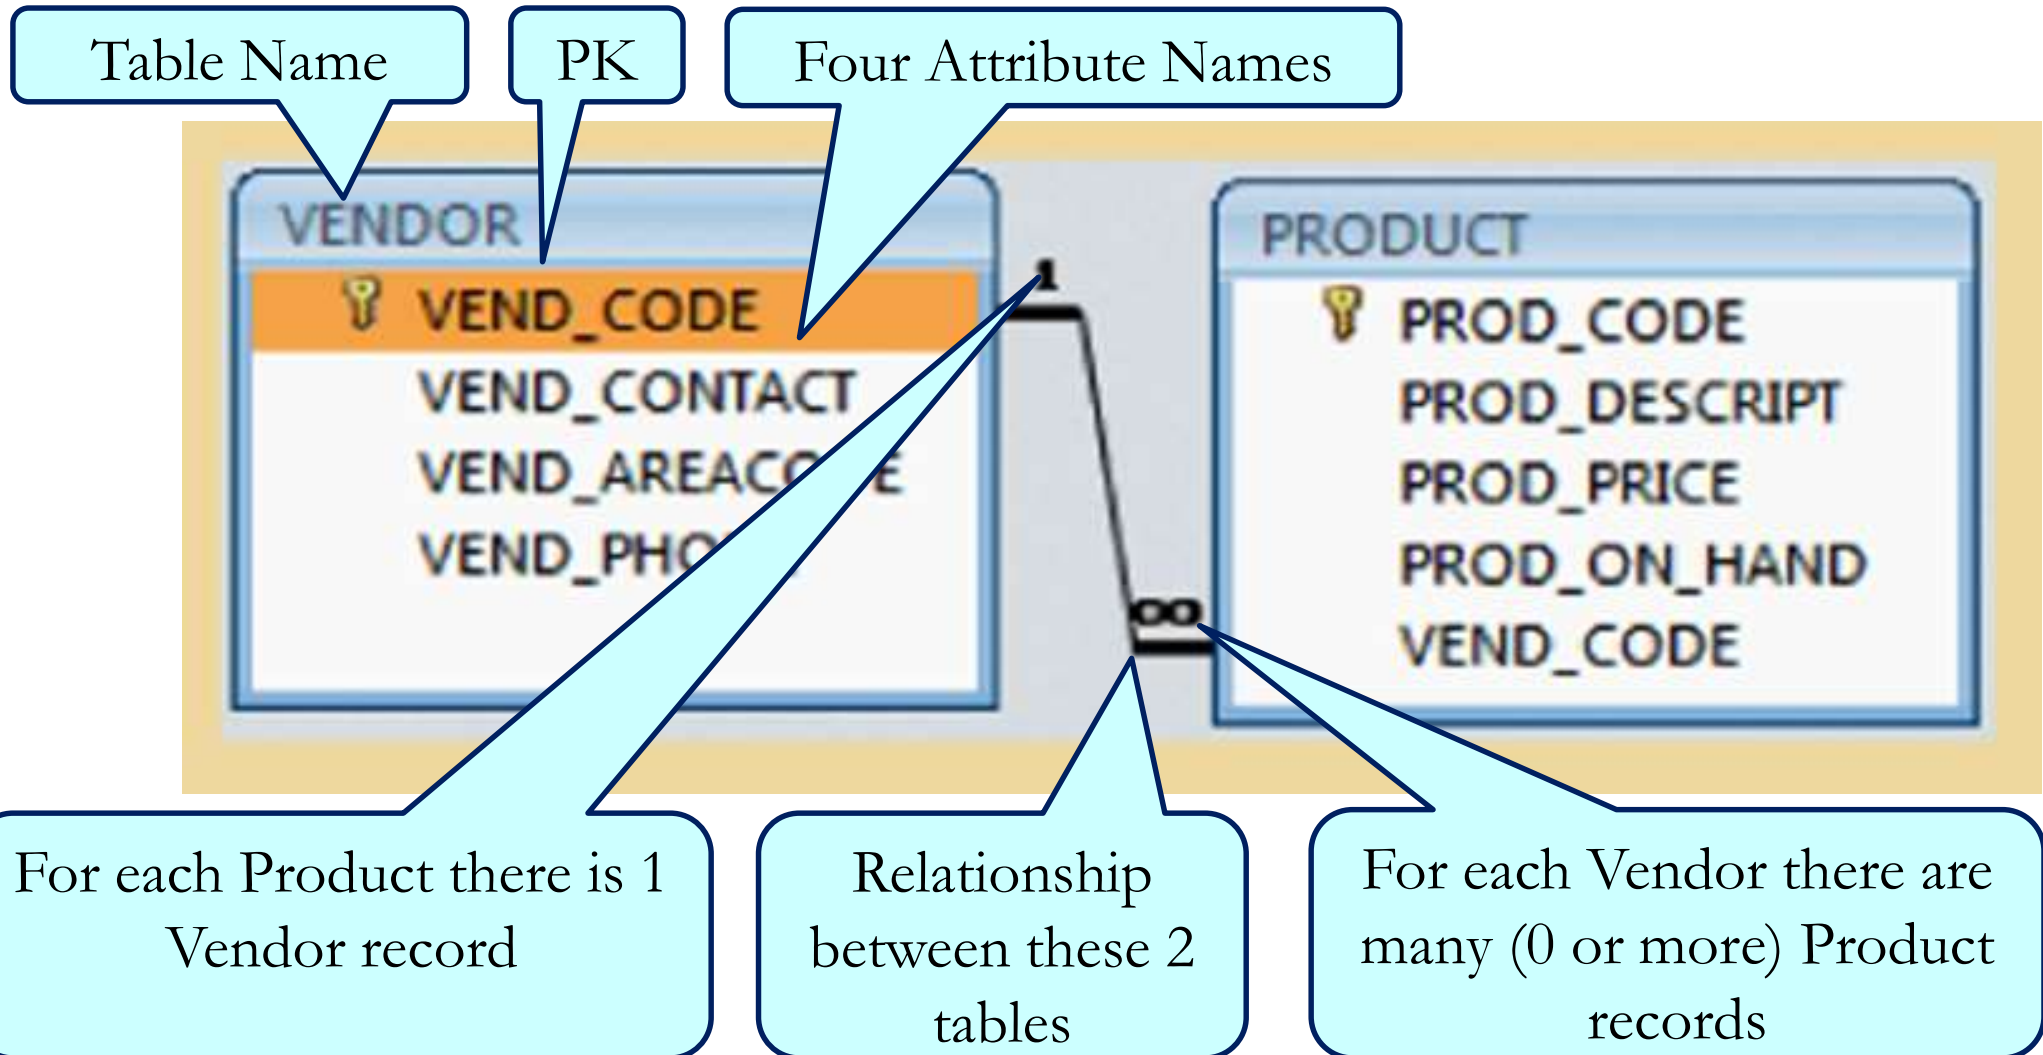 Table Name
PK
Four Attribute Names
VENDOR
VEND_CODE
VEND_CONTACT
VEND_AREACO E
VEND_PHO
1
∞
PRODUCT
PROD_CODE
PROD_DESCRIPT
PROD_PRICE
PROD_ON_HAND
VEND_CODE
For each Product there is 1
Vendor record
Relationship
between these 2
tables
For each Vendor there are
many (0 or more) Product
records